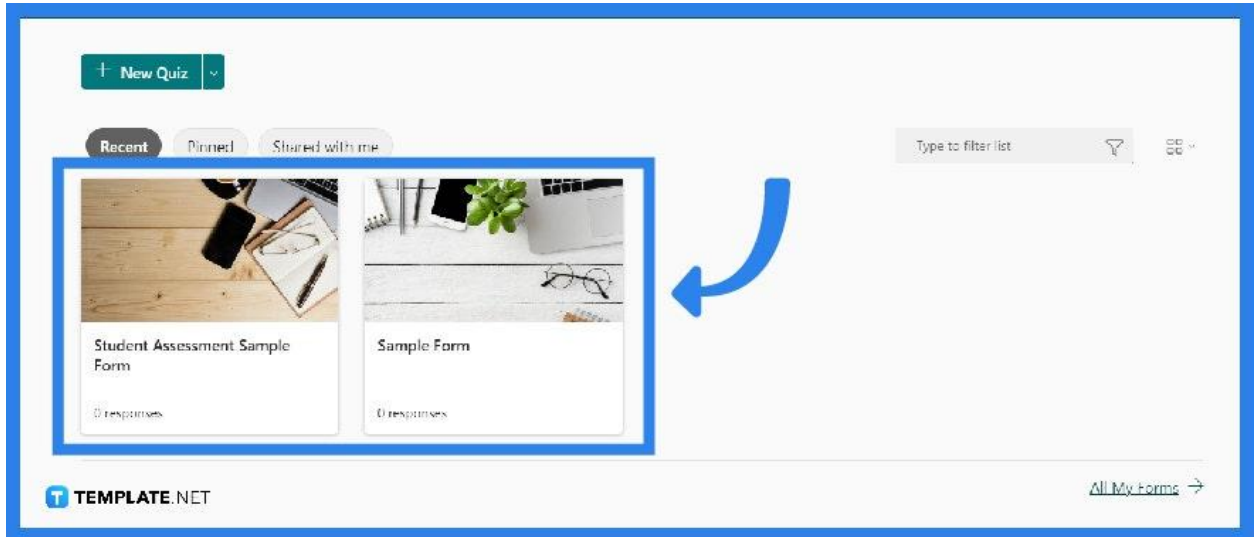 + New Quiz
Recent Pinned Shared with me
Type to filter list
Student Assessment Sample
Form
0 responses
Sample Form
0 responses
All My Forms →
T TEMPLATE.NET